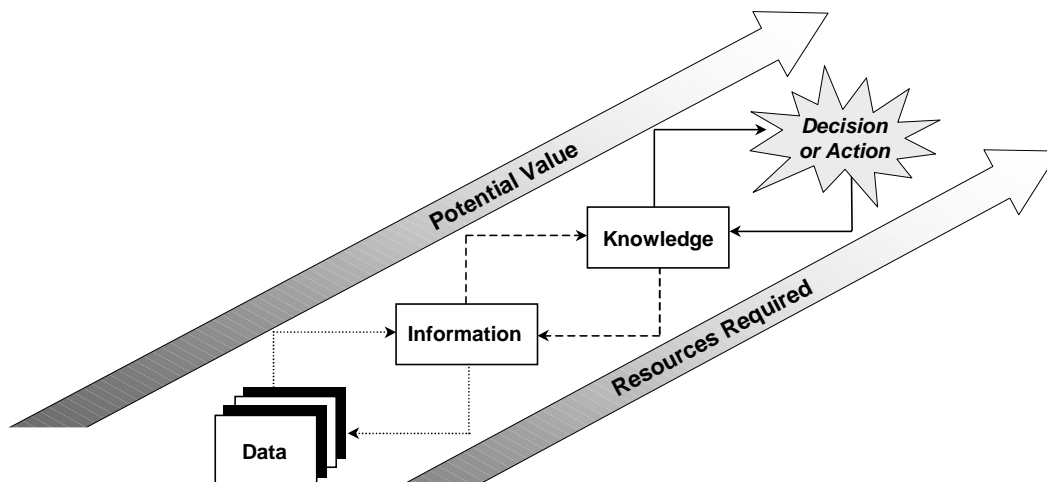 Potential Value
Decision
or Action
Knowledge
Information
Resources Required
Data